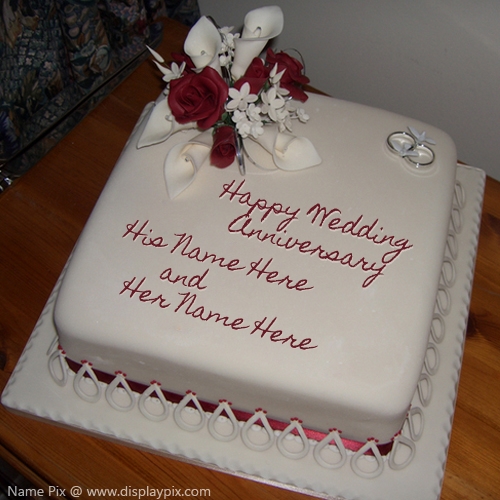 Happy Wedding
Anniversary
His Name Here
and
Her Name Here
Name Pix @ www.displaypix.com